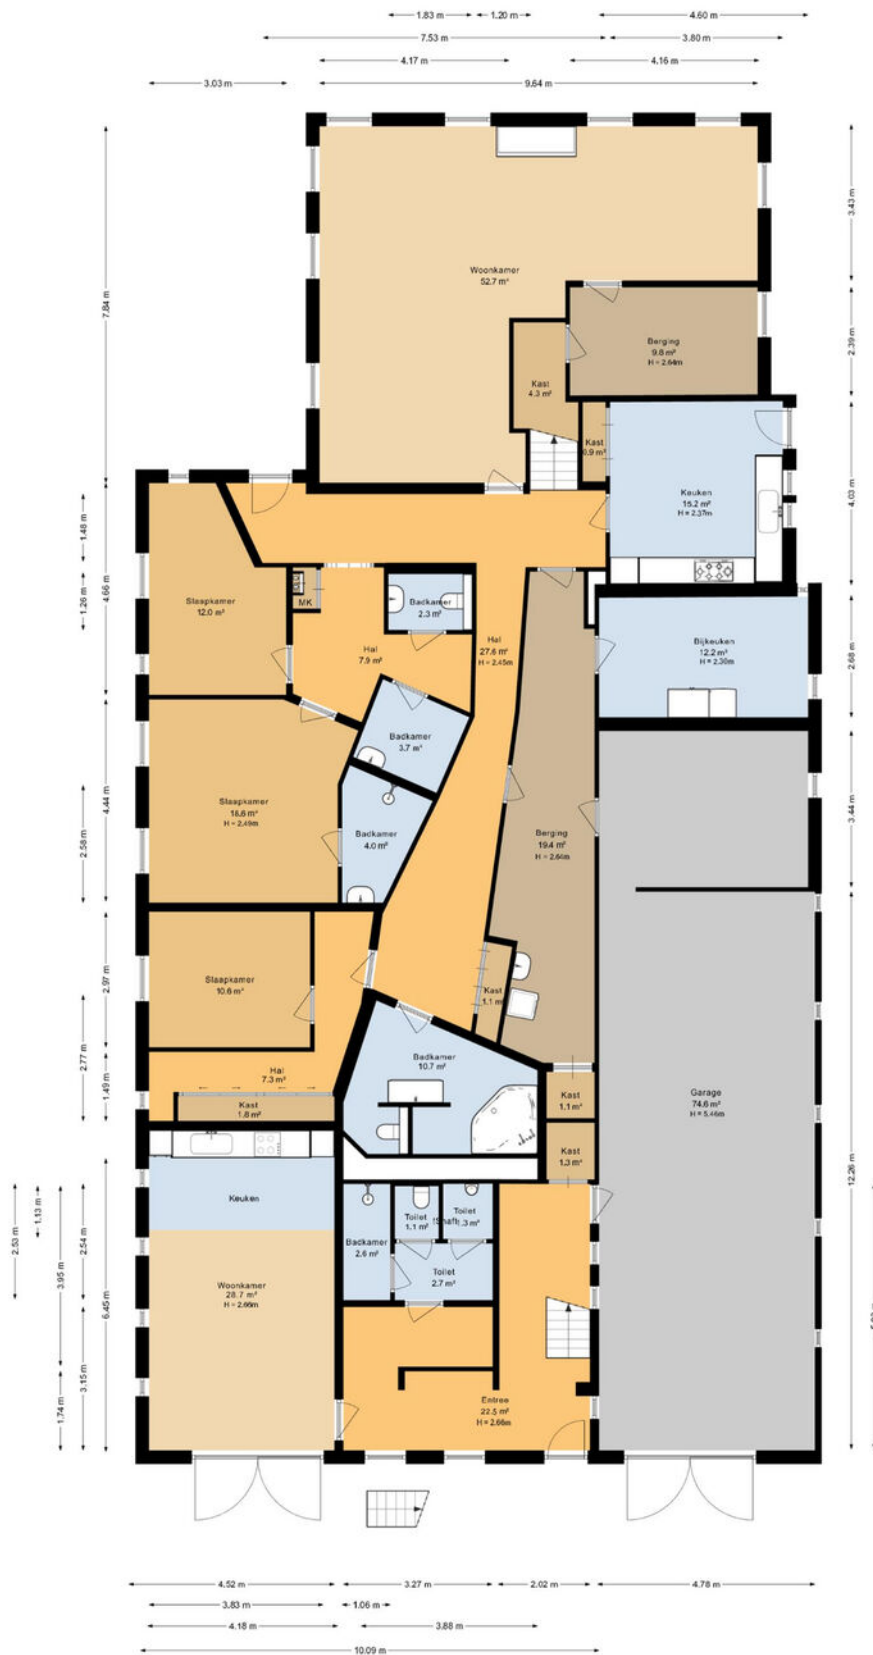 1.83 m
1.20 m
4.60 m
7.53 m
3.80 m
4.17 m
4.16 m
3.03 m
9.64 m
7.84 m
3.43 m
Woonkamer
52.7 m²
2.39 m
Berging
9.8 m²
H = 2.64m
Kast
4.3 m²
Kast
0.9 m²
4.03 m
Keuken
15.2 m²
H = 2.37m
1.48 m
4.66 m
1.26 m
Slaapkamer
12.0 m²
MK
Badkamer
2.3 m²
Hal
7.9 m²
Hal
27.6 m²
H = 2.45m
Bijkeuken
12.2 m²
H = 2.30m
2.68 m
Badkamer
3.7 m²
4.44 m
2.58 m
Slaapkamer
18.6 m²
H = 2.49m
Badkamer
4.0 m²
Berging
19.4 m²
H = 2.64m
3.44 m
2.97 m
Slaapkamer
10.6 m²
Kast
1.1 m²
2.77 m
1.49 m
Hal
7.3 m²
Kast
1.8 m²
Badkamer
10.7 m²
Kast
1.1 m²
Garage
74.6 m²
H = 5.46m
Kast
1.3 m²
12.26 m
1.13 m
2.53 m
3.95 m
2.54 m
6.45 m
Keuken
Badkamer
2.6 m²
Toilet
1.1 m²
Shaft
Toilet
.3 m²
Toilet
2.7 m²
Woonkamer
28.7 m²
H = 2.66m
3.15 m
1.74 m
Entree
22.5 m²
H = 2.66m
4.52 m
3.27 m
2.02 m
4.78 m
3.83 m
1.06 m
4.18 m
3.88 m
10.09 m